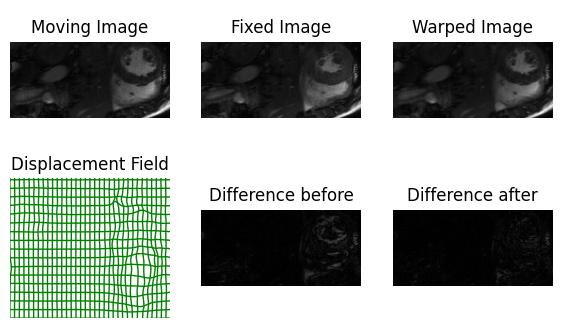 Moving Image
Fixed Image
Warped Image
Displacement Field
Difference before
Difference after